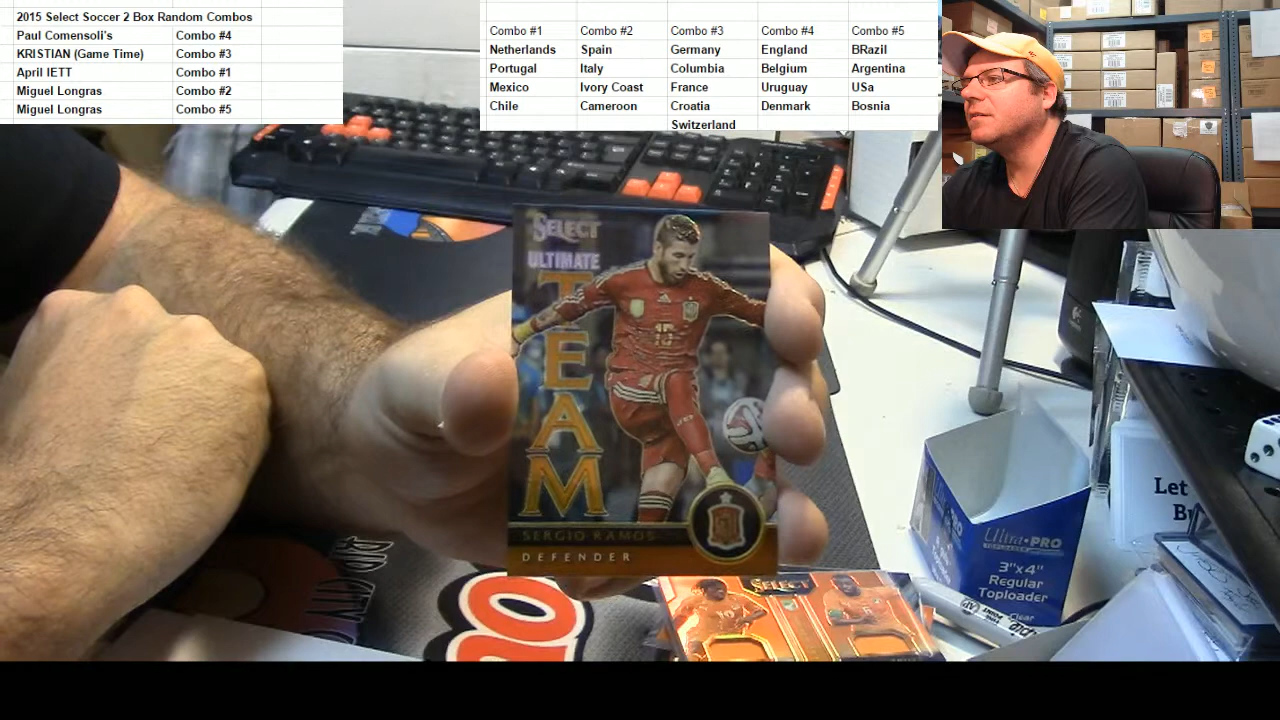 2015 Select Soccer 2 Box Random Combos
Paul Comensoli's Combo #4
KRISTIAN (Game Time) Combo #3
April IETT Combo #1
Miguel Longras Combo #2
Miguel Longras Combo #5
Combo #1 Combo #2 Combo #3 Combo #4 Combo #5
Netherlands Spain Germany England BRazil
Portugal Italy Columbia Belgium Argentina
Mexico Ivory Coast France Uruguay USa
Chile Cameroon Croatia Denmark Bosnia
Switzerland
SELECT
ULTIMATE
TEAM
15
SERGIO RAMOS
DEFENDER
SELECT
Ultra·PRO
TOPLOADER
3"x4"
Regular
Toploader
Clear
Let